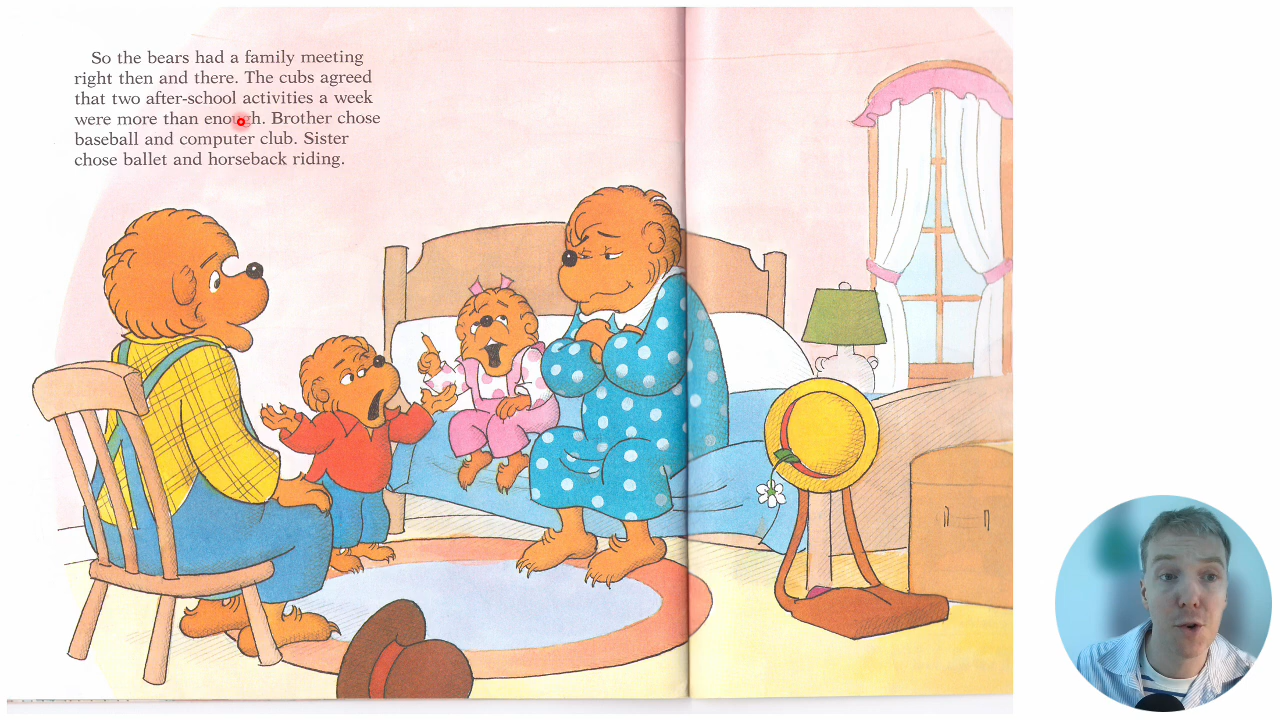 So the bears had a family meeting
right then and there. The cubs agreed
that two after-school activities a week
were more than enough. Brother chose
baseball and computer club. Sister
chose ballet and horseback riding.